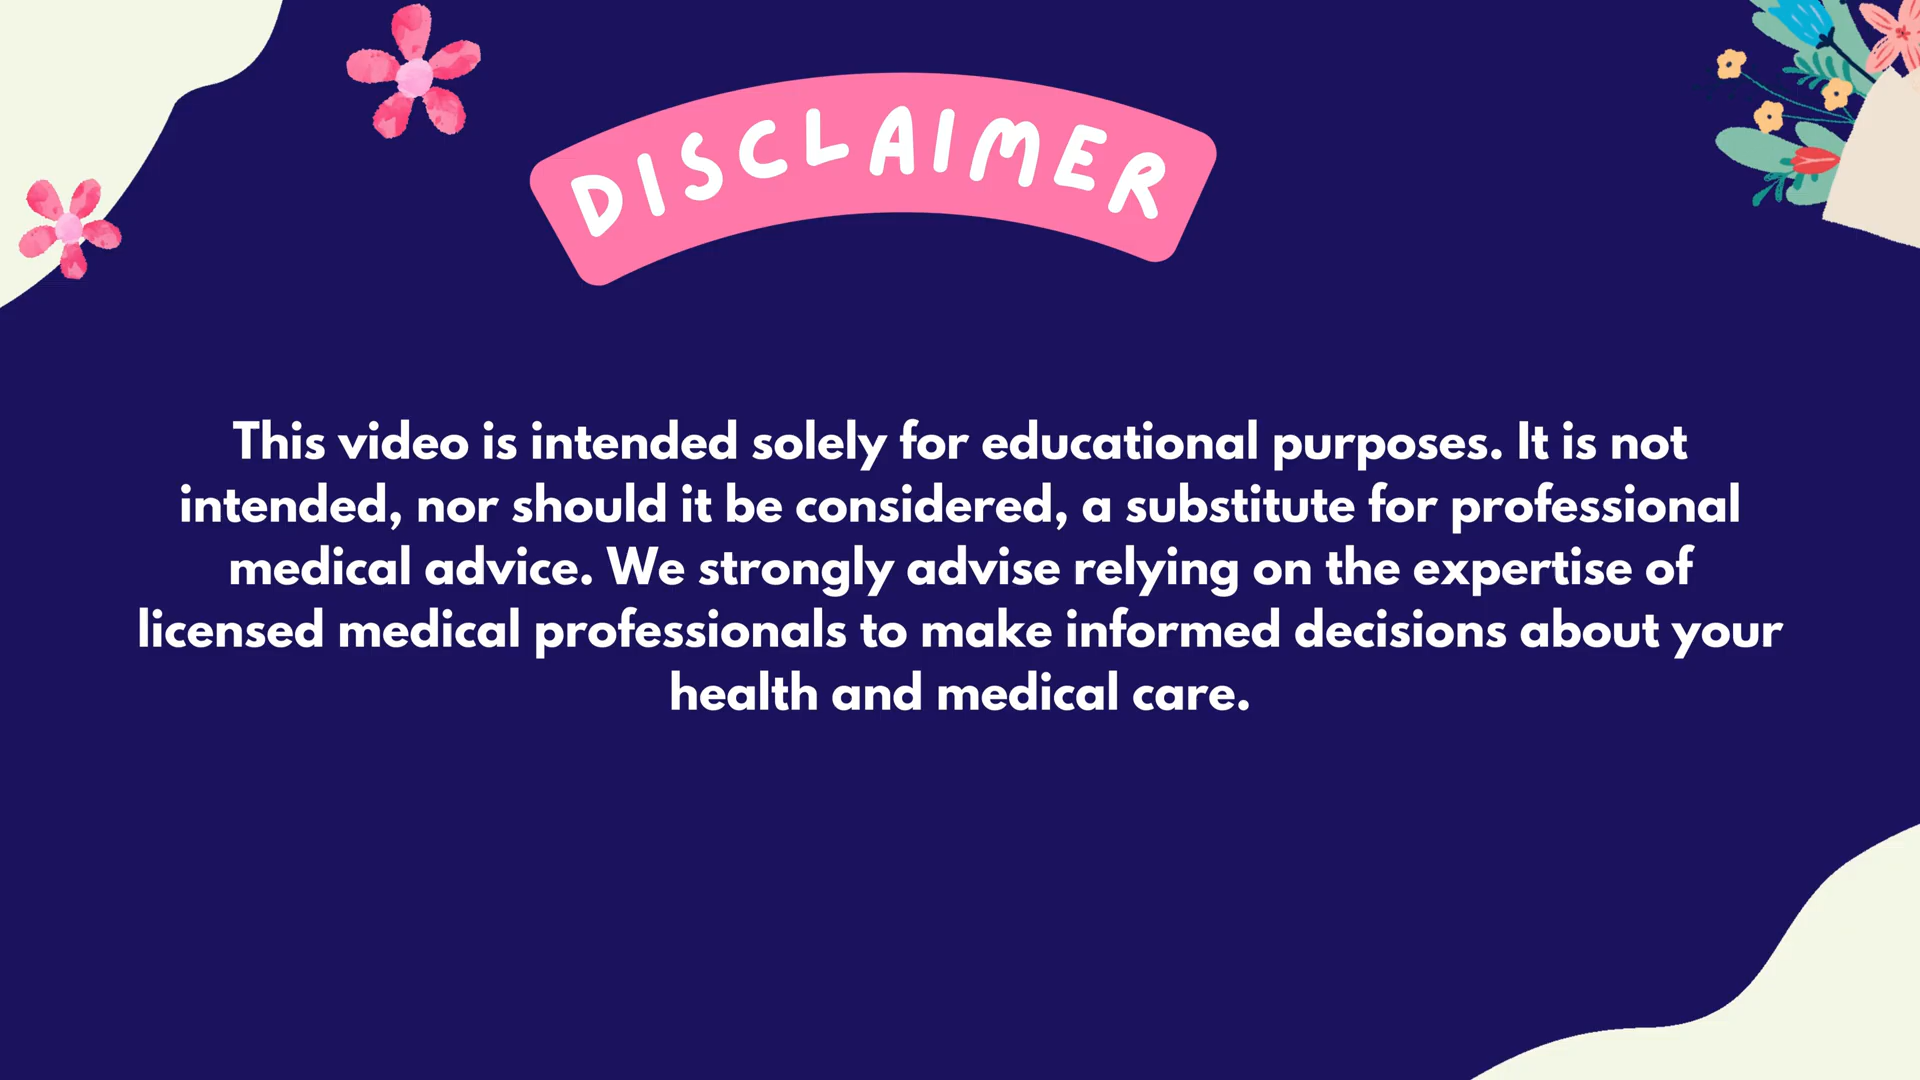 DISCLAIMER
This video is intended solely for educational purposes. It is not
intended, nor should it be considered, a substitute for professional
medical advice. We strongly advise relying on the expertise of
licensed medical professionals to make informed decisions about your
health and medical care.